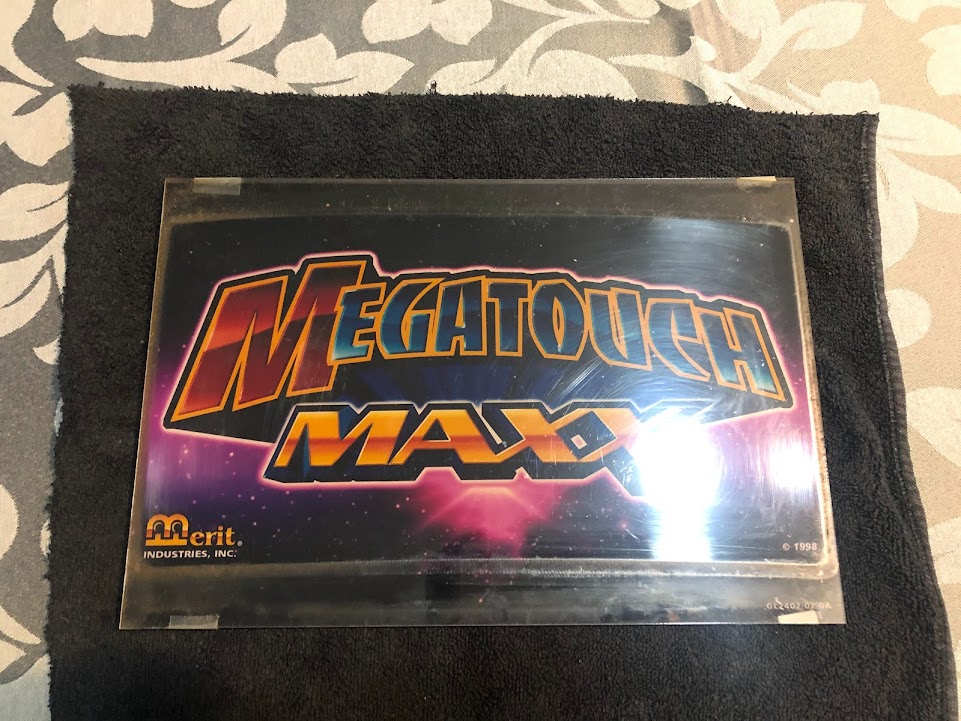 MEGATOUCH
MAXX
Merit®
INDUSTRIES, INC.
© 1998